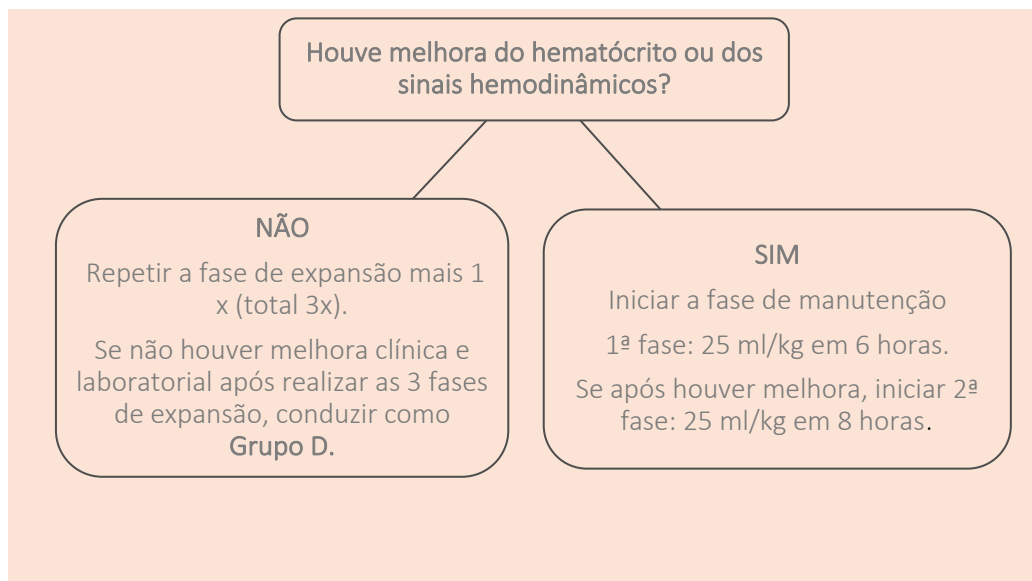 Houve melhora do hematócrito ou dos
sinais hemodinâmicos?
NÃO
Repetir a fase de expansão mais 1
x (total 3x).
Se não houver melhora clínica e
laboratorial após realizar as 3 fases
de expansão, conduzir como
Grupo D.
SIM
Iniciar a fase de manutenção
1ª fase: 25 ml/kg em 6 horas.
Se após houver melhora, iniciar 2ª
fase: 25 ml/kg em 8 horas.